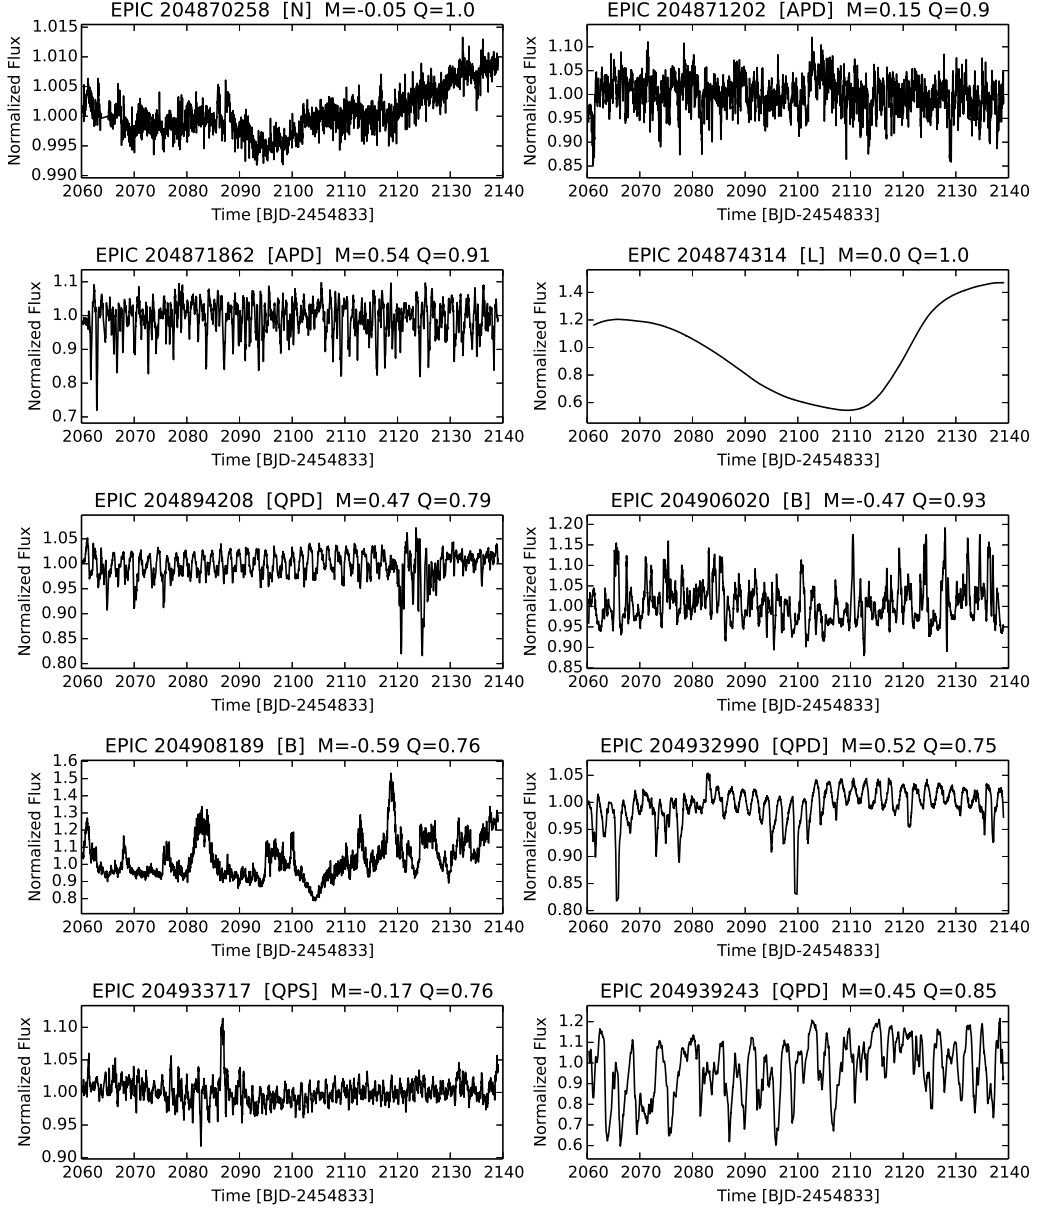 EPIC 204870258 [N] M=-0.05 Q=1.0
Normalized Flux
1.015
1.010
1.005
1.000
0.995
0.990
2060 2070 2080 2090 2100 2110 2120 2130 2140
Time [BJD-2454833]
EPIC 204871202 [APD] M=0.15 Q=0.9
Normalized Flux
1.10
1.05
1.00
0.95
0.90
0.85
2060 2070 2080 2090 2100 2110 2120 2130 2140
Time [BJD-2454833]
EPIC 204871862 [APD] M=0.54 Q=0.91
Normalized Flux
1.1
1.0
0.9
0.8
0.7
2060 2070 2080 2090 2100 2110 2120 2130 2140
Time [BJD-2454833]
EPIC 204874314 [L] M=0.0 Q=1.0
Normalized Flux
1.4
1.2
1.0
0.8
0.6
2060 2070 2080 2090 2100 2110 2120 2130 2140
Time [BJD-2454833]
EPIC 204894208 [QPD] M=0.47 Q=0.79
Normalized Flux
1.05
1.00
0.95
0.90
0.85
0.80
2060 2070 2080 2090 2100 2110 2120 2130 2140
Time [BJD-2454833]
EPIC 204906020 [B] M=-0.47 Q=0.93
Normalized Flux
1.20
1.15
1.10
1.05
1.00
0.95
0.90
0.85
2060 2070 2080 2090 2100 2110 2120 2130 2140
Time [BJD-2454833]
EPIC 204908189 [B] M=-0.59 Q=0.76
Normalized Flux
1.6
1.5
1.4
1.3
1.2
1.1
1.0
0.9
0.8
2060 2070 2080 2090 2100 2110 2120 2130 2140
Time [BJD-2454833]
EPIC 204932990 [QPD] M=0.52 Q=0.75
Normalized Flux
1.05
1.00
0.95
0.90
0.85
0.80
2060 2070 2080 2090 2100 2110 2120 2130 2140
Time [BJD-2454833]
EPIC 204933717 [QPS] M=-0.17 Q=0.76
Normalized Flux
1.10
1.05
1.00
0.95
0.90
2060 2070 2080 2090 2100 2110 2120 2130 2140
Time [BJD-2454833]
EPIC 204939243 [QPD] M=0.45 Q=0.85
Normalized Flux
1.2
1.1
1.0
0.9
0.8
0.7
0.6
2060 2070 2080 2090 2100 2110 2120 2130 2140
Time [BJD-2454833]